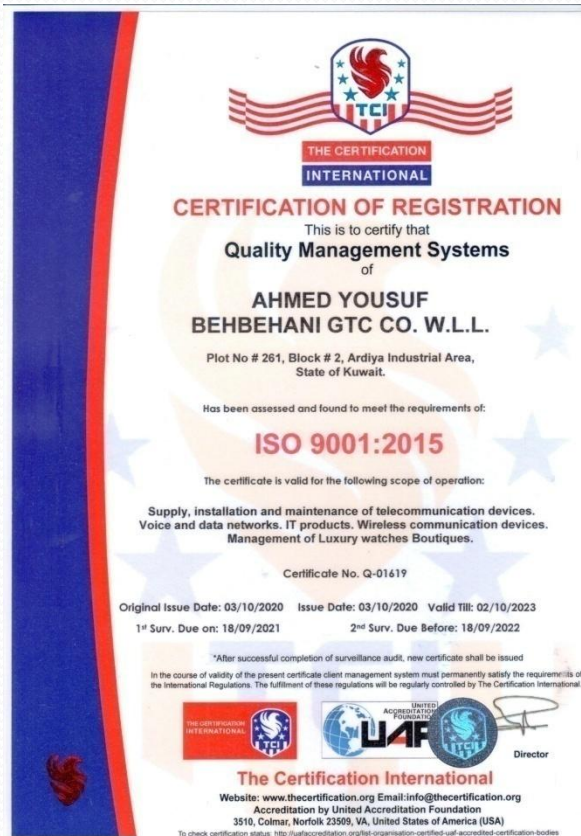 TCI
THE CERTIFICATION
INTERNATIONAL
CERTIFICATION OF REGISTRATION
This is to certify that
Quality Management Systems
of
AHMED YOUSUF
BEHBEHANI GTC CO. W.L.L.
Plot No # 261, Block # 2, Ardiya Industrial Area,
State of Kuwait.
Has been assessed and found to meet the requirements of:
ISO 9001:2015
The certificate is valid for the following scope of operation:
Supply, installation and maintenance of telecommunication devices.
Voice and data networks. IT products. Wireless communication devices.
Management of Luxury watches Boutiques.
Certificate No. Q-01619
Original Issue Date: 03/10/2020 Issue Date: 03/10/2020 Valid Till: 02/10/2023
1st Surv. Due on: 18/09/2021 2nd Surv. Due Before: 18/09/2022
*After successful completion of surveillance audit, new certificate shall be issued
In the course of validity of the present certificate client management system must permanently satisfy the requirements of
the International Regulations. The fulfillment of these regulations will be regularly controlled by The Certification International.
THE CERTIFICATION
INTERNATIONAL
TCI
UNITED
ACCREDITATION
FOUNDATION
UAF
TCI
Director
The Certification International
Website: www.thecertification.org Email:info@thecertification.org
Accreditation by United Accreditation Foundation
3510, Colmar, Norfolk 23509, VA, United States of America (USA)
To check certification status: http://uafaccreditation.org/list-organisation-certified-uaf-accredited-certification-bodies